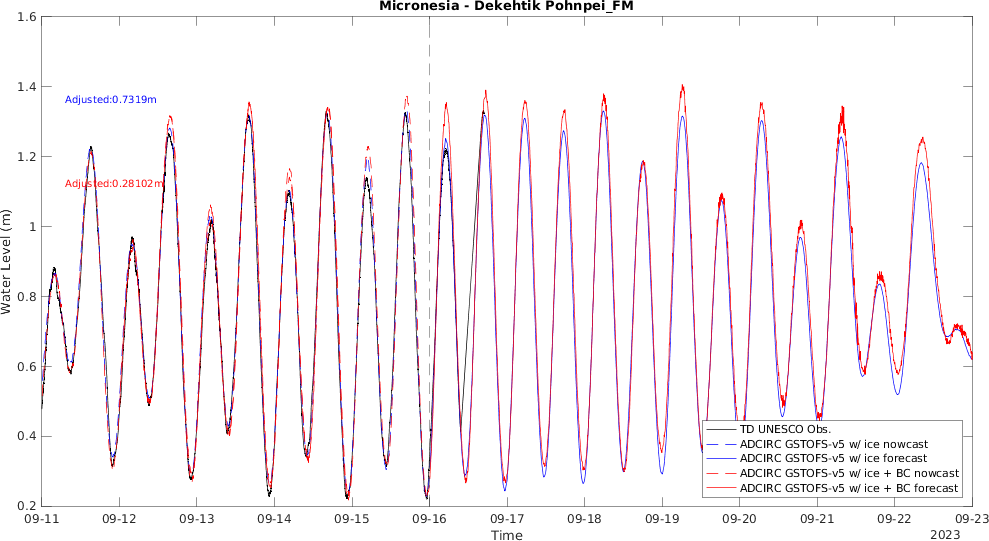 Micronesia - Dekehtik Pohnpei_FM
1.6
1.4
1.2
1
0.8
0.6
0.4
0.2
Water Level (m)
Adjusted:0.7319m
Adjusted:0.28102m
TD UNESCO Obs.
ADCIRC GSTOFS-v5 w/ ice nowcast
ADCIRC GSTOFS-v5 w/ ice forecast
ADCIRC GSTOFS-v5 w/ ice + BC nowcast
ADCIRC GSTOFS-v5 w/ ice + BC forecast
09-11 09-12 09-13 09-14 09-15 09-16 09-17 09-18 09-19 09-20 09-21 09-22 09-23
Time
2023